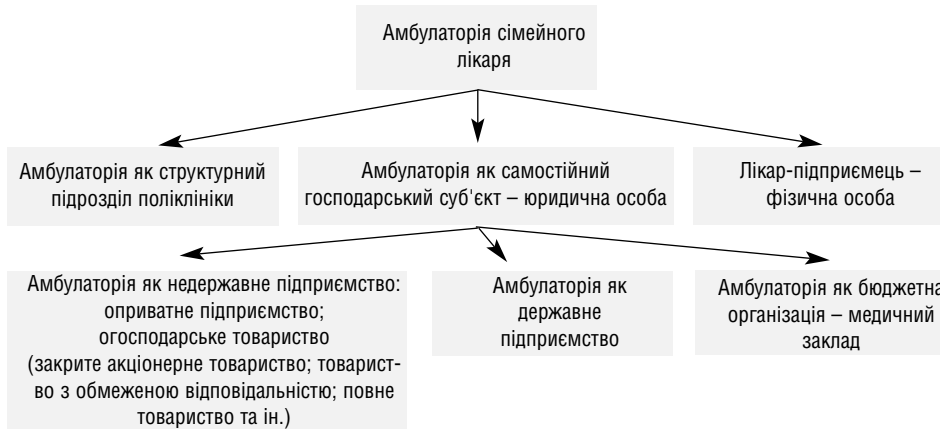 Амбулаторія сімейного
лікаря
Амбулаторія як структурний
підрозділ поліклініки
Амбулаторія як самостійний
господарський суб'єкт – юридична особа
Лікар-підприємець –
фізична особа
Амбулаторія як недержавне підприємство:
оприватне підприємство;
огосподарське товариство
(закрите акціонерне товариство; товарист-
во з обмеженою відповідальністю; повне
товариство та ін.)
Амбулаторія як
державне
підприємство
Амбулаторія як бюджетна
організація – медичний
заклад